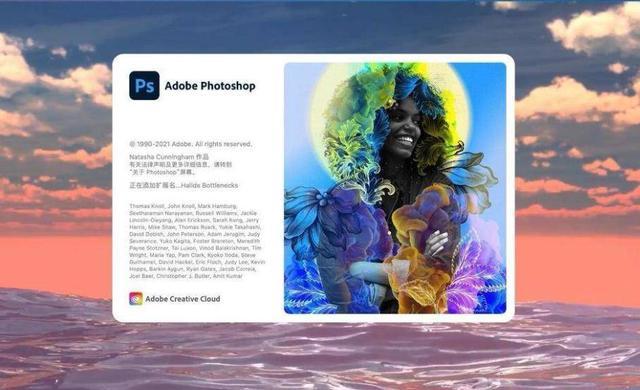 Ps
Adobe Photoshop
© 1990-2021 Adobe. All rights reserved.
Natasha Cunningham 作品
有关法律声明及更多详细信息，请转到
“关于 Photoshop”屏幕。
正在添加扩展名...Halide Bottlenecks
Thomas Knoll, John Knoll, Mark Hamburg,
Seetharaman Narayanan, Russell Williams, Jackie
Lincoln-Owyang, Alan Erickson, Sarah Kong, Jerry
Harris, Mike Shaw, Thomas Ruark, Yukie Takahashi,
David Dobish, John Peterson, Adam Jerugim, Judy
Severance, Yuko Kagita, Foster Brereton, Meredith
Payne Stotzner, Tai Luxon, Vinod Balakrishnan, Tim
Wright, Maria Yap, Pam Clark, Kyoko Itoda, Steve
Guilhamet, David Hackel, Eric Floch, Judy Lee, Kevin
Hopps, Barkin Aygun, Ryan Gates, Jacob Correia,
Joel Baer, Christopher J. Butler, Amit Kumar
Adobe Creative Cloud